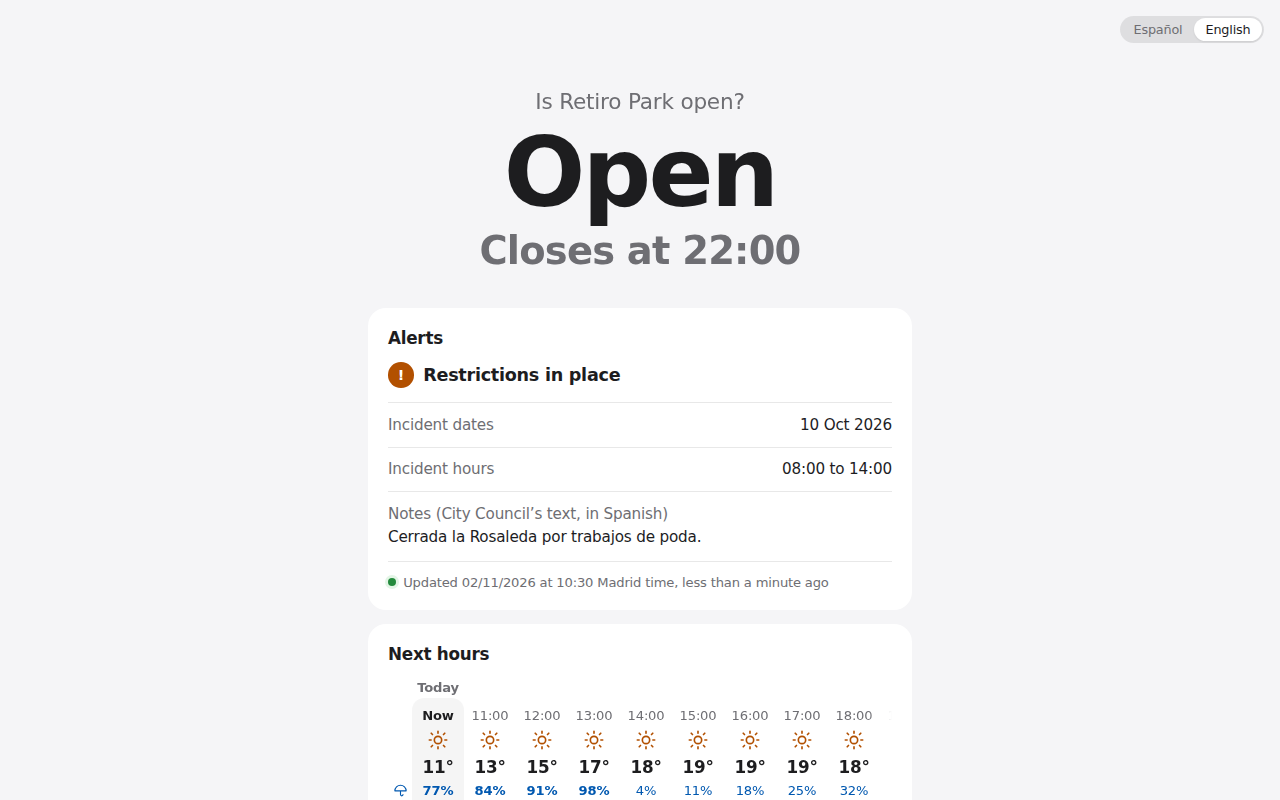 Español English
Is Retiro Park open?
Open
Closes at 22:00
Alerts
! Restrictions in place
Incident dates 10 Oct 2026
Incident hours 08:00 to 14:00
Notes (City Council’s text, in Spanish)
Cerrada la Rosaleda por trabajos de poda.
Updated 02/11/2026 at 10:30 Madrid time, less than a minute ago
Next hours
Today
Now 11:00 12:00 13:00 14:00 15:00 16:00 17:00 18:00
11° 13° 15° 17° 18° 19° 19° 19° 18°
77% 84% 91% 98% 4% 11% 18% 25% 32%